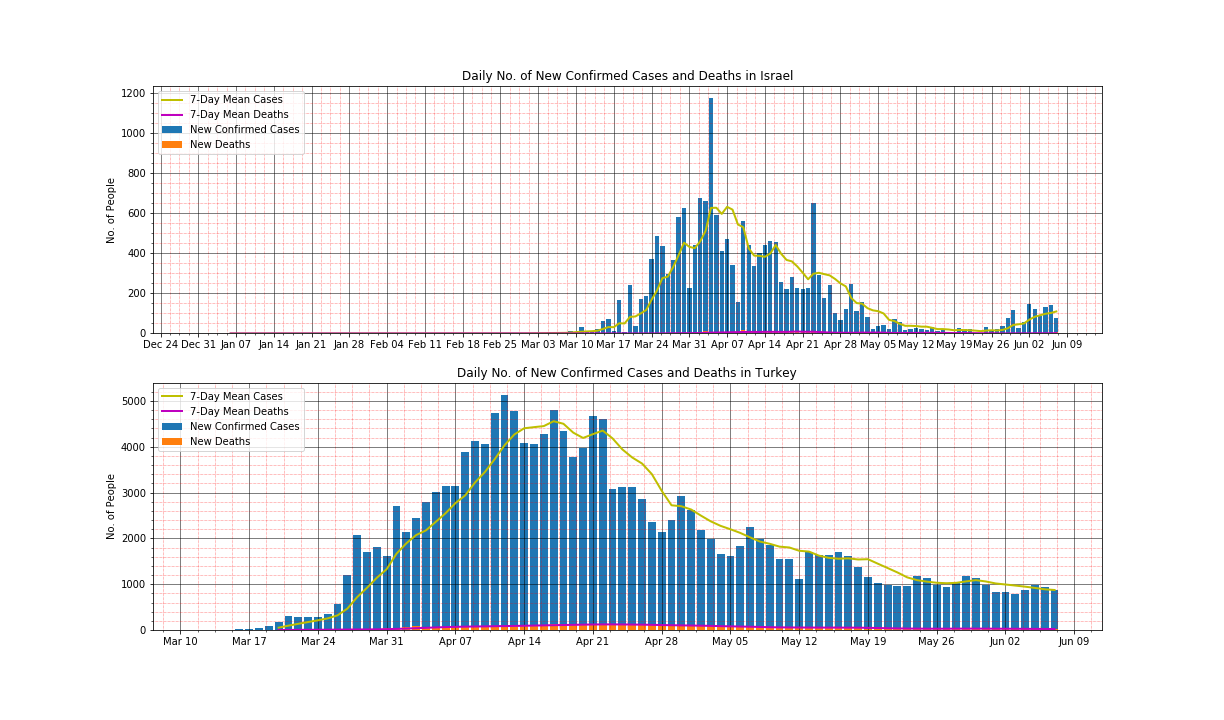 Daily No. of New Confirmed Cases and Deaths in Israel
No. of People
1200
1000
800
600
400
200
0
7-Day Mean Cases
7-Day Mean Deaths
New Confirmed Cases
New Deaths
Dec 24 Dec 31 Jan 07 Jan 14 Jan 21 Jan 28 Feb 04 Feb 11 Feb 18 Feb 25 Mar 03 Mar 10 Mar 17 Mar 24 Mar 31 Apr 07 Apr 14 Apr 21 Apr 28 May 05 May 12 May 19 May 26 Jun 02 Jun 09
Daily No. of New Confirmed Cases and Deaths in Turkey
No. of People
5000
4000
3000
2000
1000
0
7-Day Mean Cases
7-Day Mean Deaths
New Confirmed Cases
New Deaths
Mar 10 Mar 17 Mar 24 Mar 31 Apr 07 Apr 14 Apr 21 Apr 28 May 05 May 12 May 19 May 26 Jun 02 Jun 09